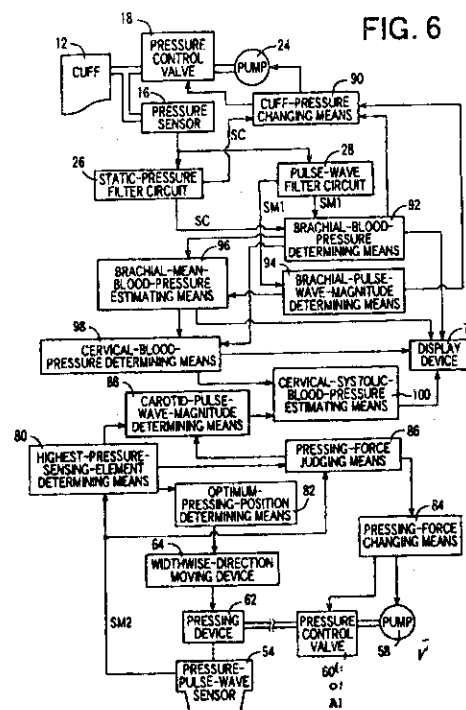 FIG. 6
12
CUFF
18
PRESSURE
CONTROL
VALVE
24
PUMP
16
PRESSURE
SENSOR
90
CUFF-PRESSURE
CHANGING MEANS
SC
26
STATIC-PRESSURE
FILTER CIRCUIT
28
PULSE-WAVE
FILTER CIRCUIT
SC
SM1
SM1
92
BRACHIAL-BLOOD-
PRESSURE DETERMINING
MEANS
96
BRACHIAL-MEAN-
BLOOD-PRESSURE
ESTIMATING MEANS
94
BRACHIAL-PULSE-
WAVE-MAGNITUDE
DETERMINING MEANS
98
CERVICAL-BLOOD-
PRESSURE DETERMINING MEANS
DISPLAY
DEVICE
88
CAROTID-PULSE-
WAVE-MAGNITUDE
DETERMINING MEANS
CERVICAL-SYSTOLIC-
BLOOD-PRESSURE
ESTIMATING MEANS
100
80
HIGHEST-PRESSURE-
SENSING-ELEMENT
DETERMINING MEANS
86
PRESSING-FORCE
JUDGING MEANS
OPTIMUM-
PRESSING-POSITION
DETERMINING MEANS
82
84
PRESSING-FORCE
CHANGING MEANS
64
WIDTHWISE-DIRECTION
MOVING DEVICE
SM2
62
PRESSING
DEVICE
PRESSURE
CONTROL
VALVE
60
PUMP
58
54
PRESSURE-
PULSE-WAVE
SENSOR